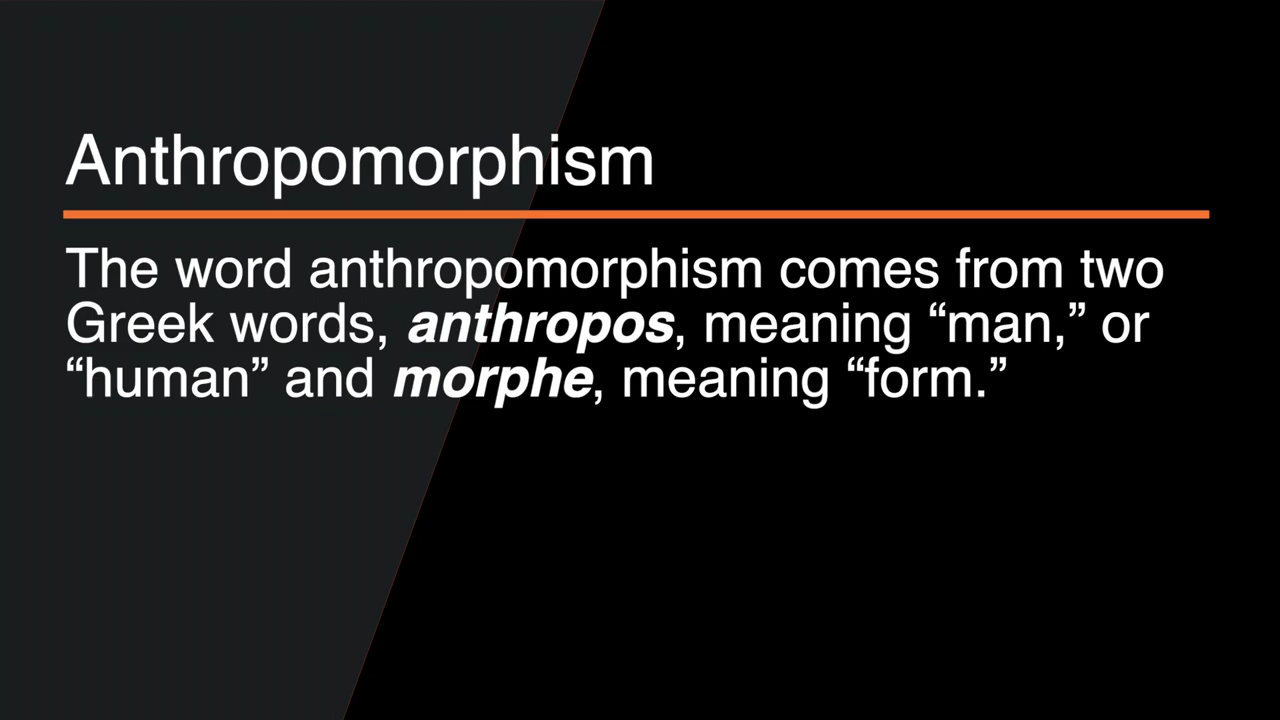 Anthropomorphism
The word anthropomorphism comes from two
Greek words, anthropos, meaning “man,” or
“human” and morphe, meaning “form.”